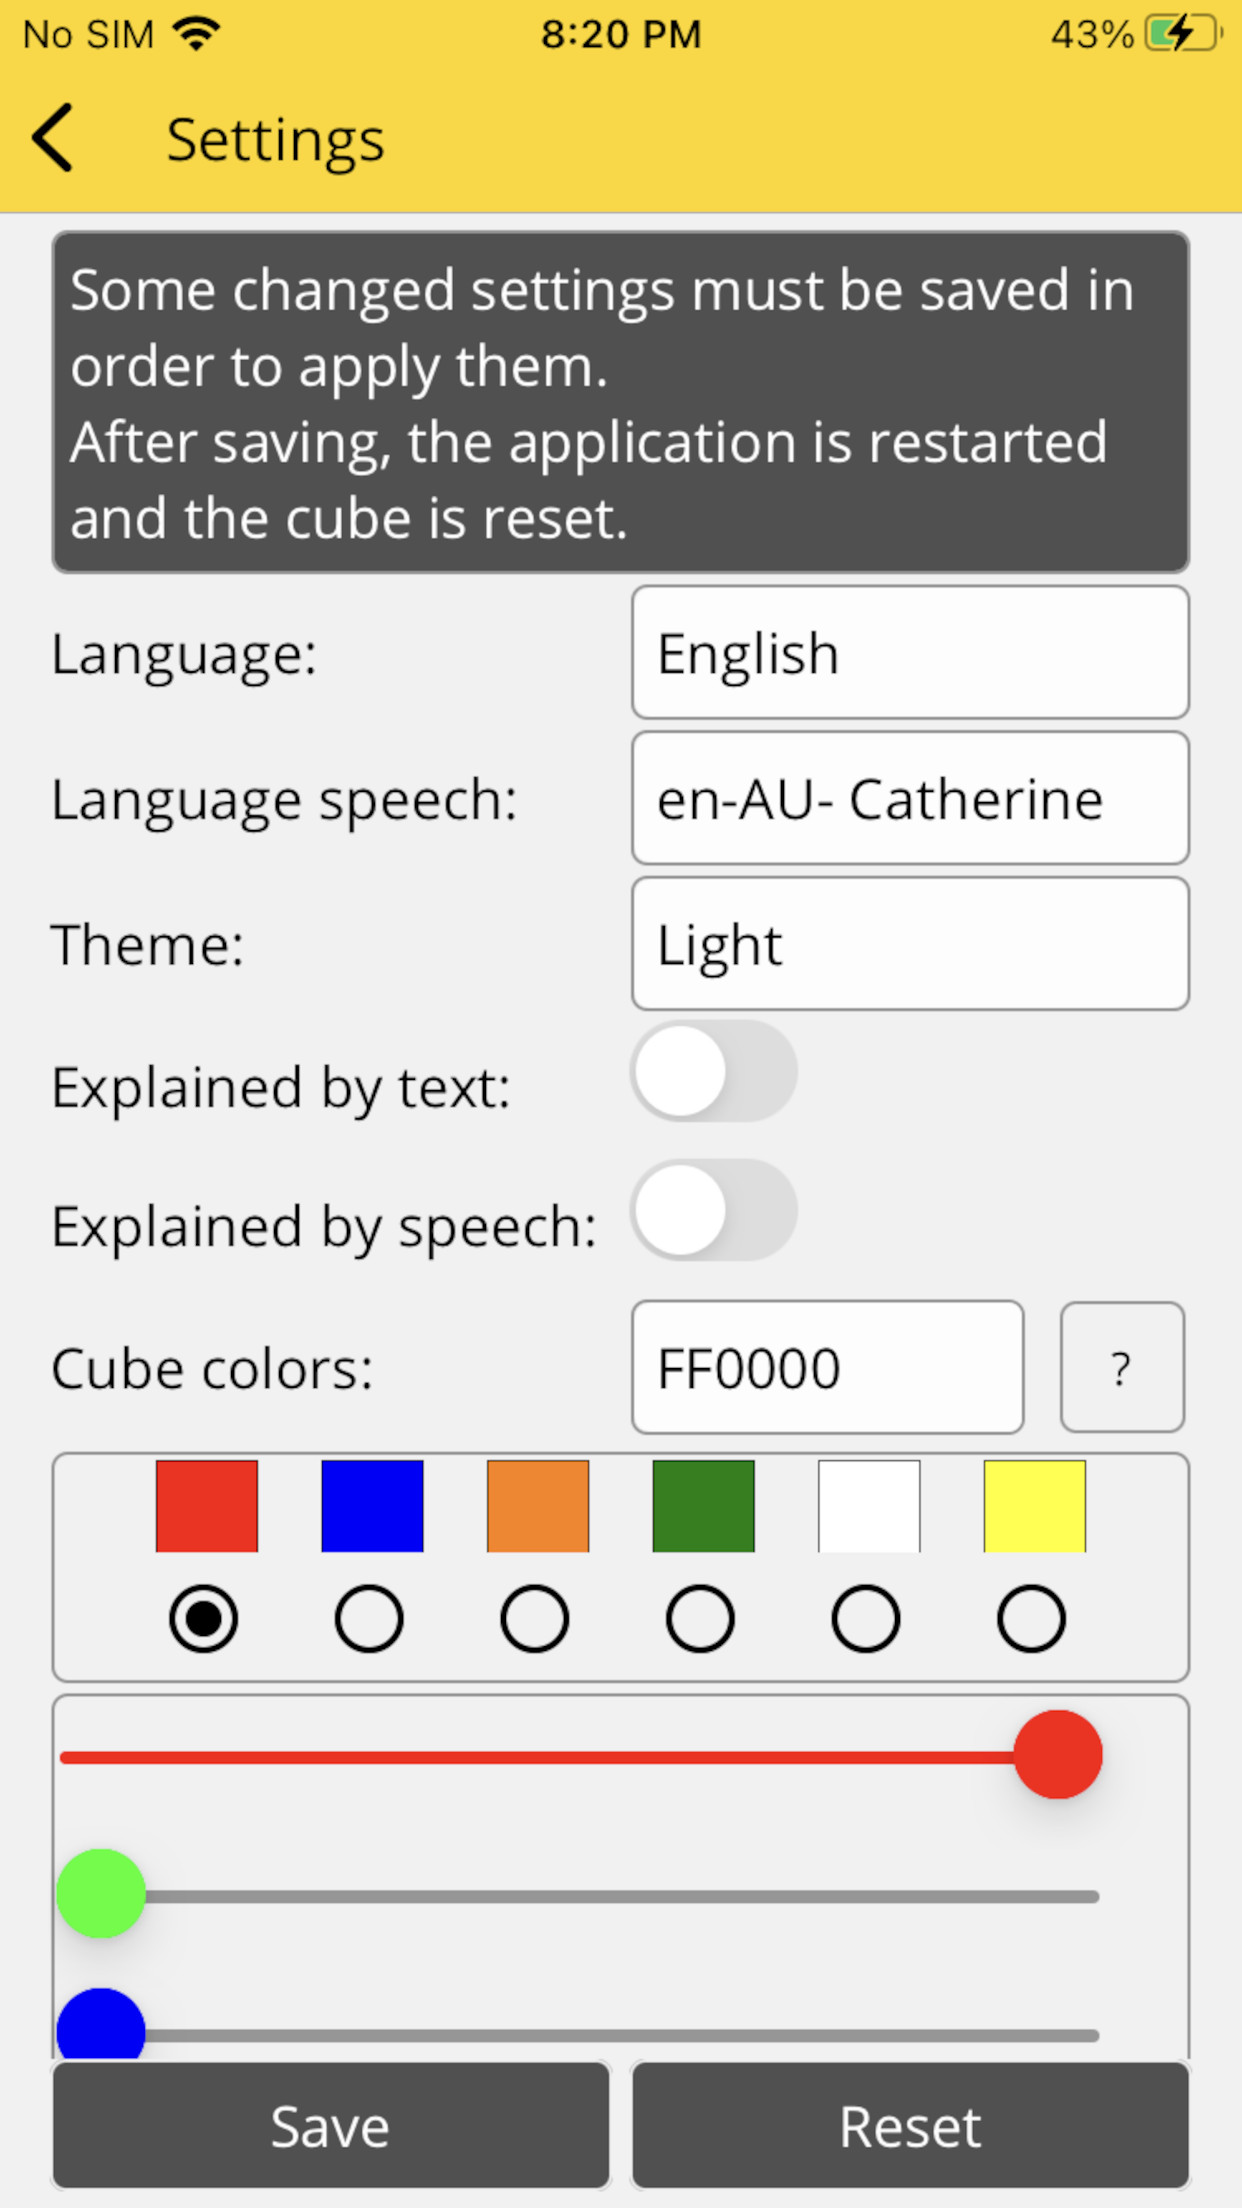 No SIM 8:20 PM 43%
Settings
Some changed settings must be saved in
order to apply them.
After saving, the application is restarted
and the cube is reset.
Language: English
Language speech: en-AU- Catherine
Theme: Light
Explained by text:
Explained by speech:
Cube colors: FF0000 ?
Save Reset